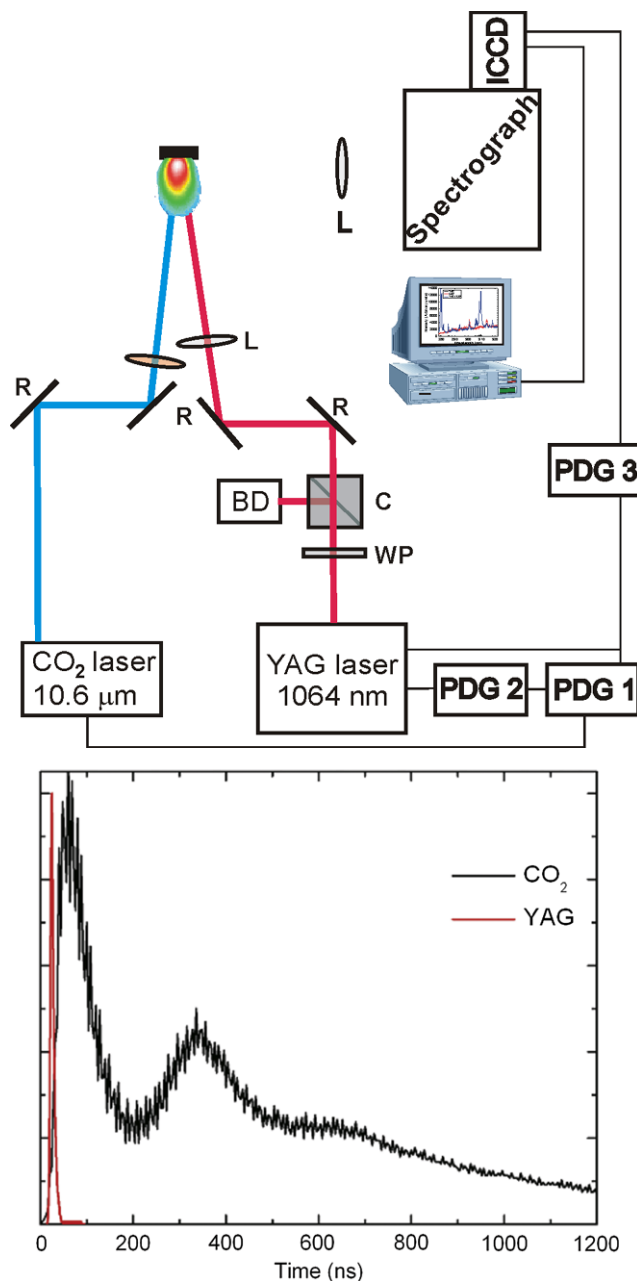 ICCD
Spectrograph
L
L
R
R
R
BD
C
WP
PDG 3
CO₂ laser
10.6 μm
YAG laser
1064 nm
PDG 2
PDG 1
CO₂
YAG
0
200
400
600
800
1000
1200
Time (ns)